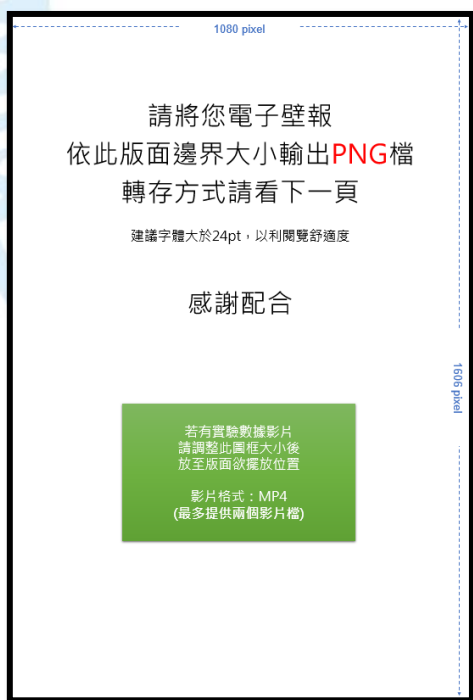 1080 pixel
請將您電子壁報
依此版面邊界大小輸出PNG檔
轉存方式請看下一頁
建議字體大於24pt，以利閱覽舒適度
感謝配合
1606 pixel
若有實驗數據影片
請調整此圖框大小後
放至版面欲擺放位置
影片格式：MP4
(最多提供兩個影片檔)